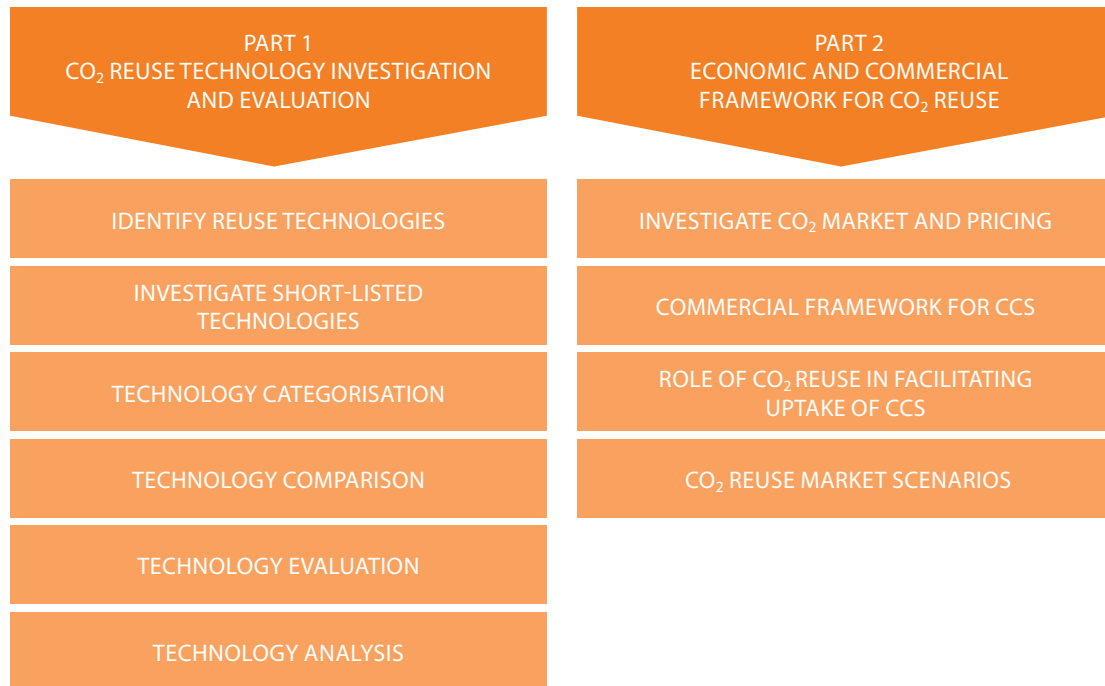 PART 1
CO₂ REUSE TECHNOLOGY INVESTIGATION
AND EVALUATION
IDENTIFY REUSE TECHNOLOGIES
INVESTIGATE SHORT-LISTED
TECHNOLOGIES
TECHNOLOGY CATEGORISATION
TECHNOLOGY COMPARISON
TECHNOLOGY EVALUATION
TECHNOLOGY ANALYSIS
PART 2
ECONOMIC AND COMMERCIAL
FRAMEWORK FOR CO₂ REUSE
INVESTIGATE CO₂ MARKET AND PRICING
COMMERCIAL FRAMEWORK FOR CCS
ROLE OF CO₂ REUSE IN FACILITATING
UPTAKE OF CCS
CO₂ REUSE MARKET SCENARIOS